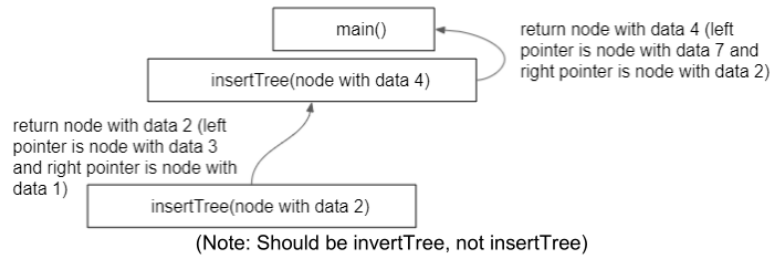 main()
return node with data 4 (left
pointer is node with data 7 and
right pointer is node with data 2)
insertTree(node with data 4)
return node with data 2 (left
pointer is node with data 3
and right pointer is node with
data 1)
insertTree(node with data 2)
(Note: Should be invertTree, not insertTree)